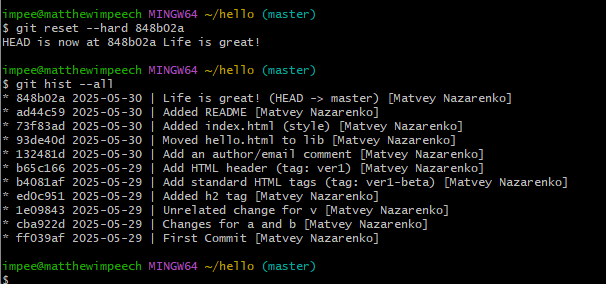 impee@matthewimpeech MINGW64 ~/hello (master)
$ git reset --hard 848b02a
HEAD is now at 848b02a Life is great!
impee@matthewimpeech MINGW64 ~/hello (master)
$ git hist --all
* 848b02a 2025-05-30 | Life is great! (HEAD -> master) [Matvey Nazarenko]
* ad44c59 2025-05-30 | Added README [Matvey Nazarenko]
* 73f83ad 2025-05-30 | Added index.html (style) [Matvey Nazarenko]
* 93de40d 2025-05-30 | Moved hello.html to lib [Matvey Nazarenko]
* 132481d 2025-05-30 | Add an author/email comment [Matvey Nazarenko]
* b65c166 2025-05-29 | Add HTML header (tag: ver1) [Matvey Nazarenko]
* b4081af 2025-05-29 | Add standard HTML tags (tag: ver1-beta) [Matvey Nazarenko]
* ed0c951 2025-05-29 | Added h2 tag [Matvey Nazarenko]
* 1e09843 2025-05-29 | Unrelated change for v [Matvey Nazarenko]
* cba922d 2025-05-29 | Changes for a and b [Matvey Nazarenko]
* ff039af 2025-05-29 | First Commit [Matvey Nazarenko]
impee@matthewimpeech MINGW64 ~/hello (master)
$